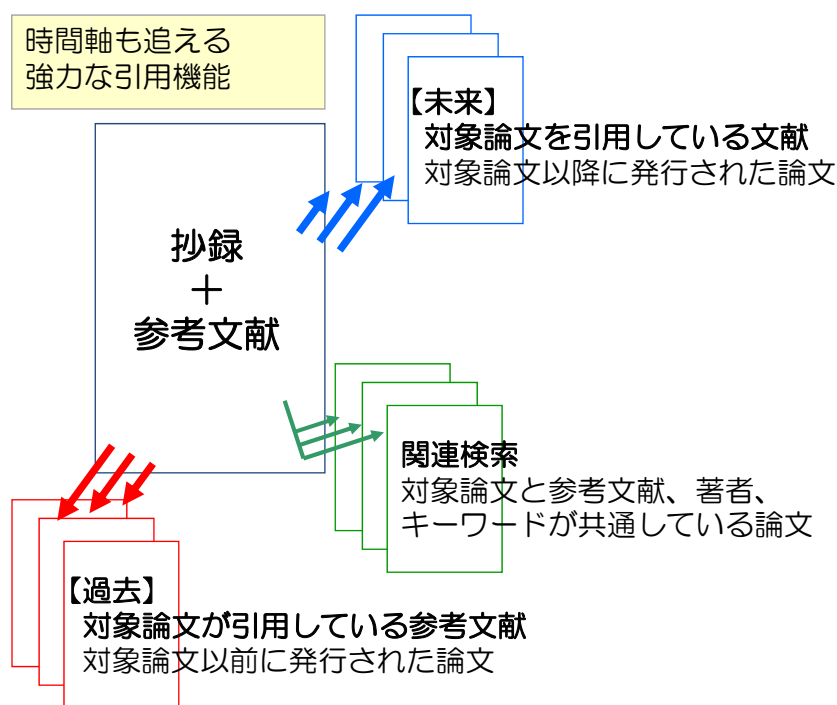 時間軸も追える
強力な引用機能
【未来】
対象論文を引用している文献
対象論文以降に発行された論文
抄録
＋
参考文献
関連検索
対象論文と参考文献、著者、
キーワードが共通している論文
【過去】
対象論文が引用している参考文献
対象論文以前に発行された論文